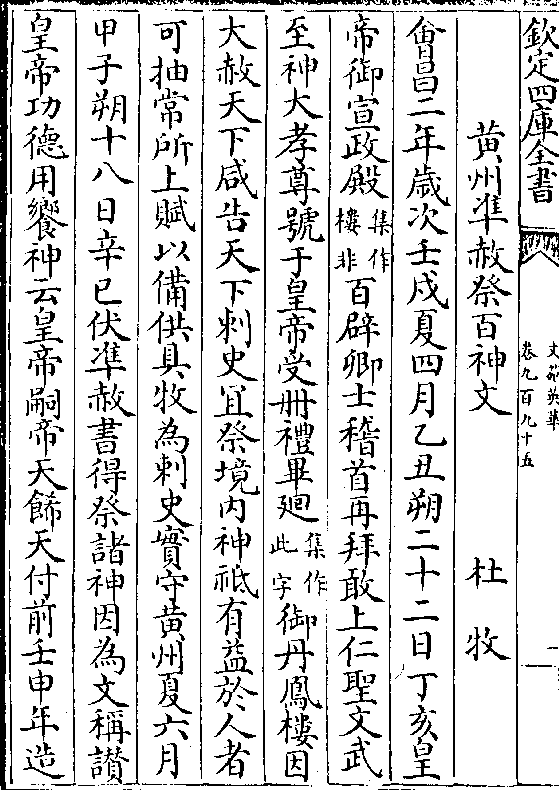 欽定四庫全書
文苑英華
卷九百九十五
黃州準赦祭百神文 杜牧
會昌二年歲次壬戌夏四月乙丑朔二十二日丁亥皇
帝御宣政殿集作樓非百辟卿士稽首再拜敢上仁聖文武
至神大孝尊號于皇帝受冊禮畢廻集作此字御丹鳳樓因
大赦天下咸告天下刺史宜祭境內神祗有益於人者
可抽常所上賦以備供具牧為刺史實守黃州夏六月
甲子朔十八日辛巳伏準赦書得祭諸神因為文稱讃
皇帝功德用饗神云皇帝嗣帝天餙天付前壬申年造